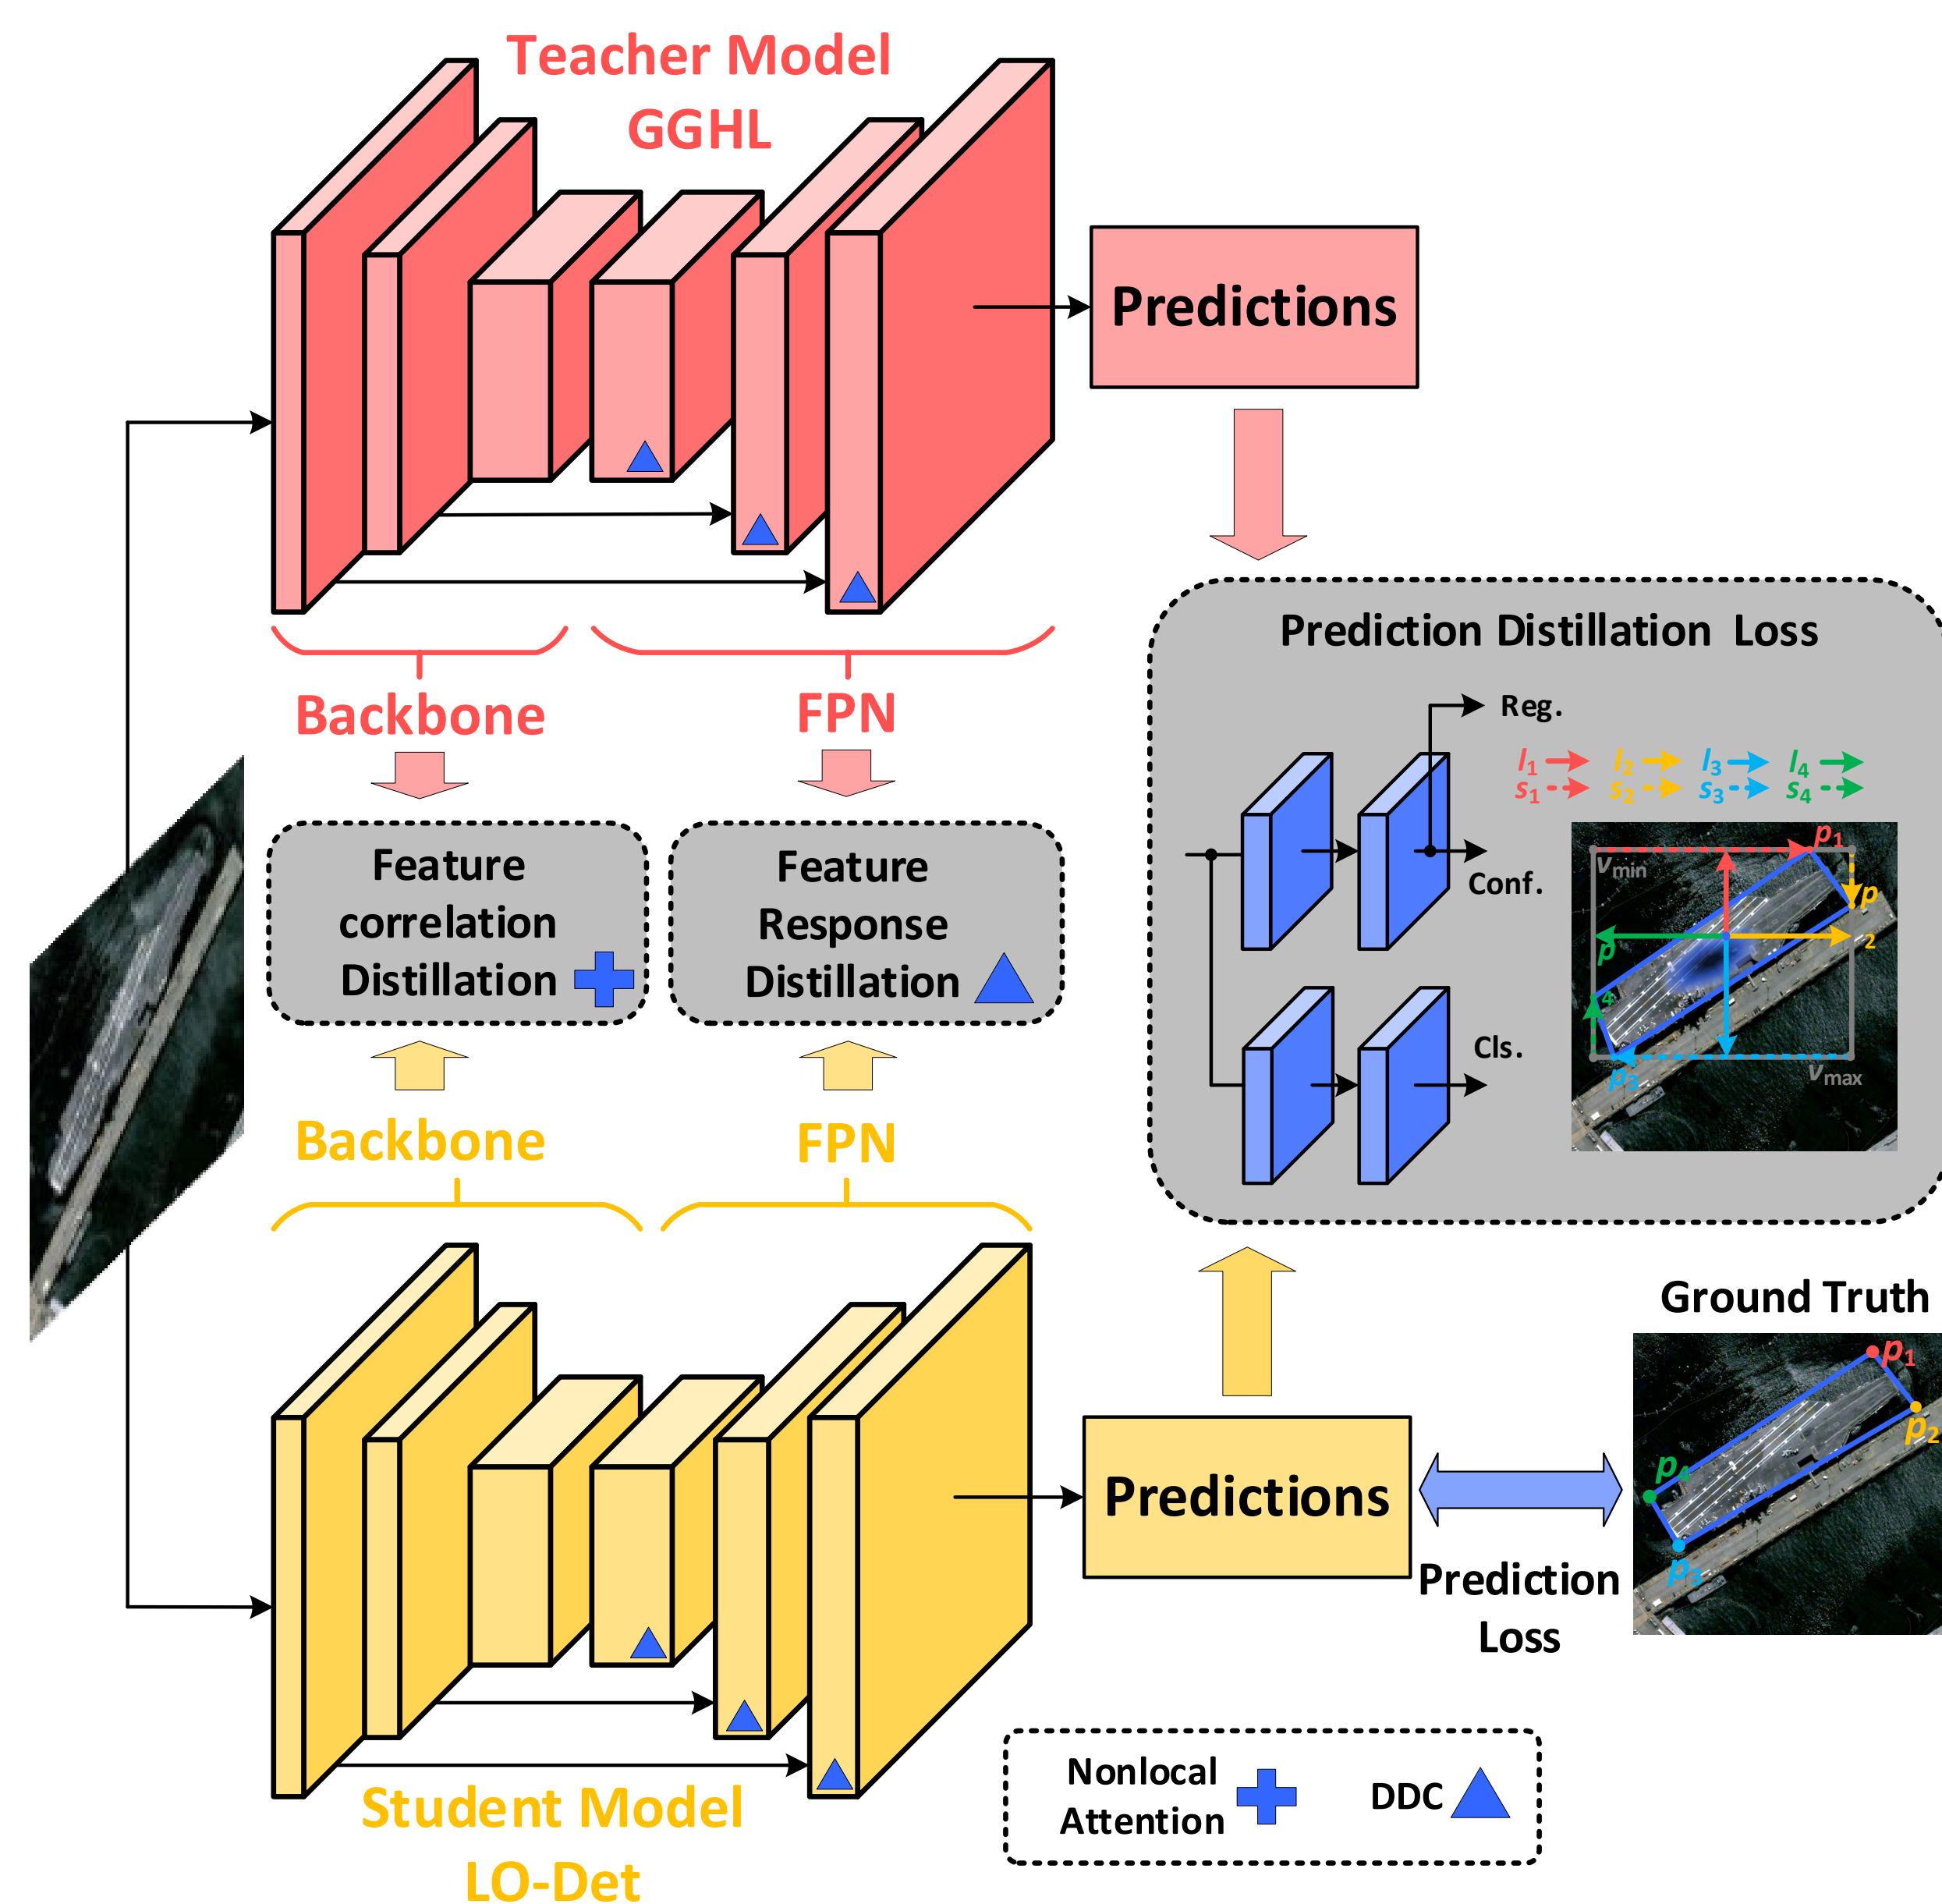 Teacher Model
GGHL
Predictions
Backbone
FPN
Feature
correlation
Distillation
Feature
Response
Distillation
Backbone
FPN
Prediction Distillation Loss
Reg.
Conf.
Cls.
l1 l2 l3 l4
s1 s2 s3 s4
p1
vmin
p
2
p
4
p3
vmax
Ground Truth
p1
p2
p4
p3
Predictions
Prediction
Loss
Student Model
LO-Det
Nonlocal
Attention
DDC